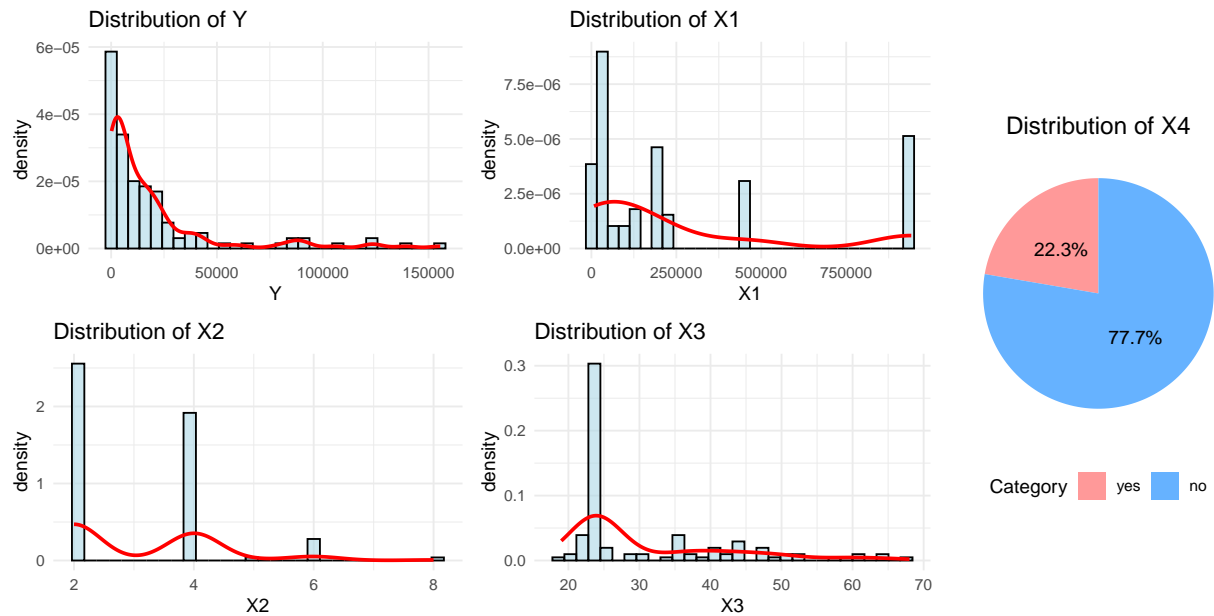 Distribution of Y
6e−05
4e−05
2e−05
0e+00
density
0 50000 100000 150000
Y
Distribution of X1
7.5e−06
5.0e−06
2.5e−06
0.0e+00
density
0 250000 500000 750000
X1
Distribution of X2
2
1
0
density
2 4 6 8
X2
Distribution of X3
0.3
0.2
0.1
0.0
density
20 30 40 50 60 70
X3
Distribution of X4
22.3%
77.7%
Category yes no